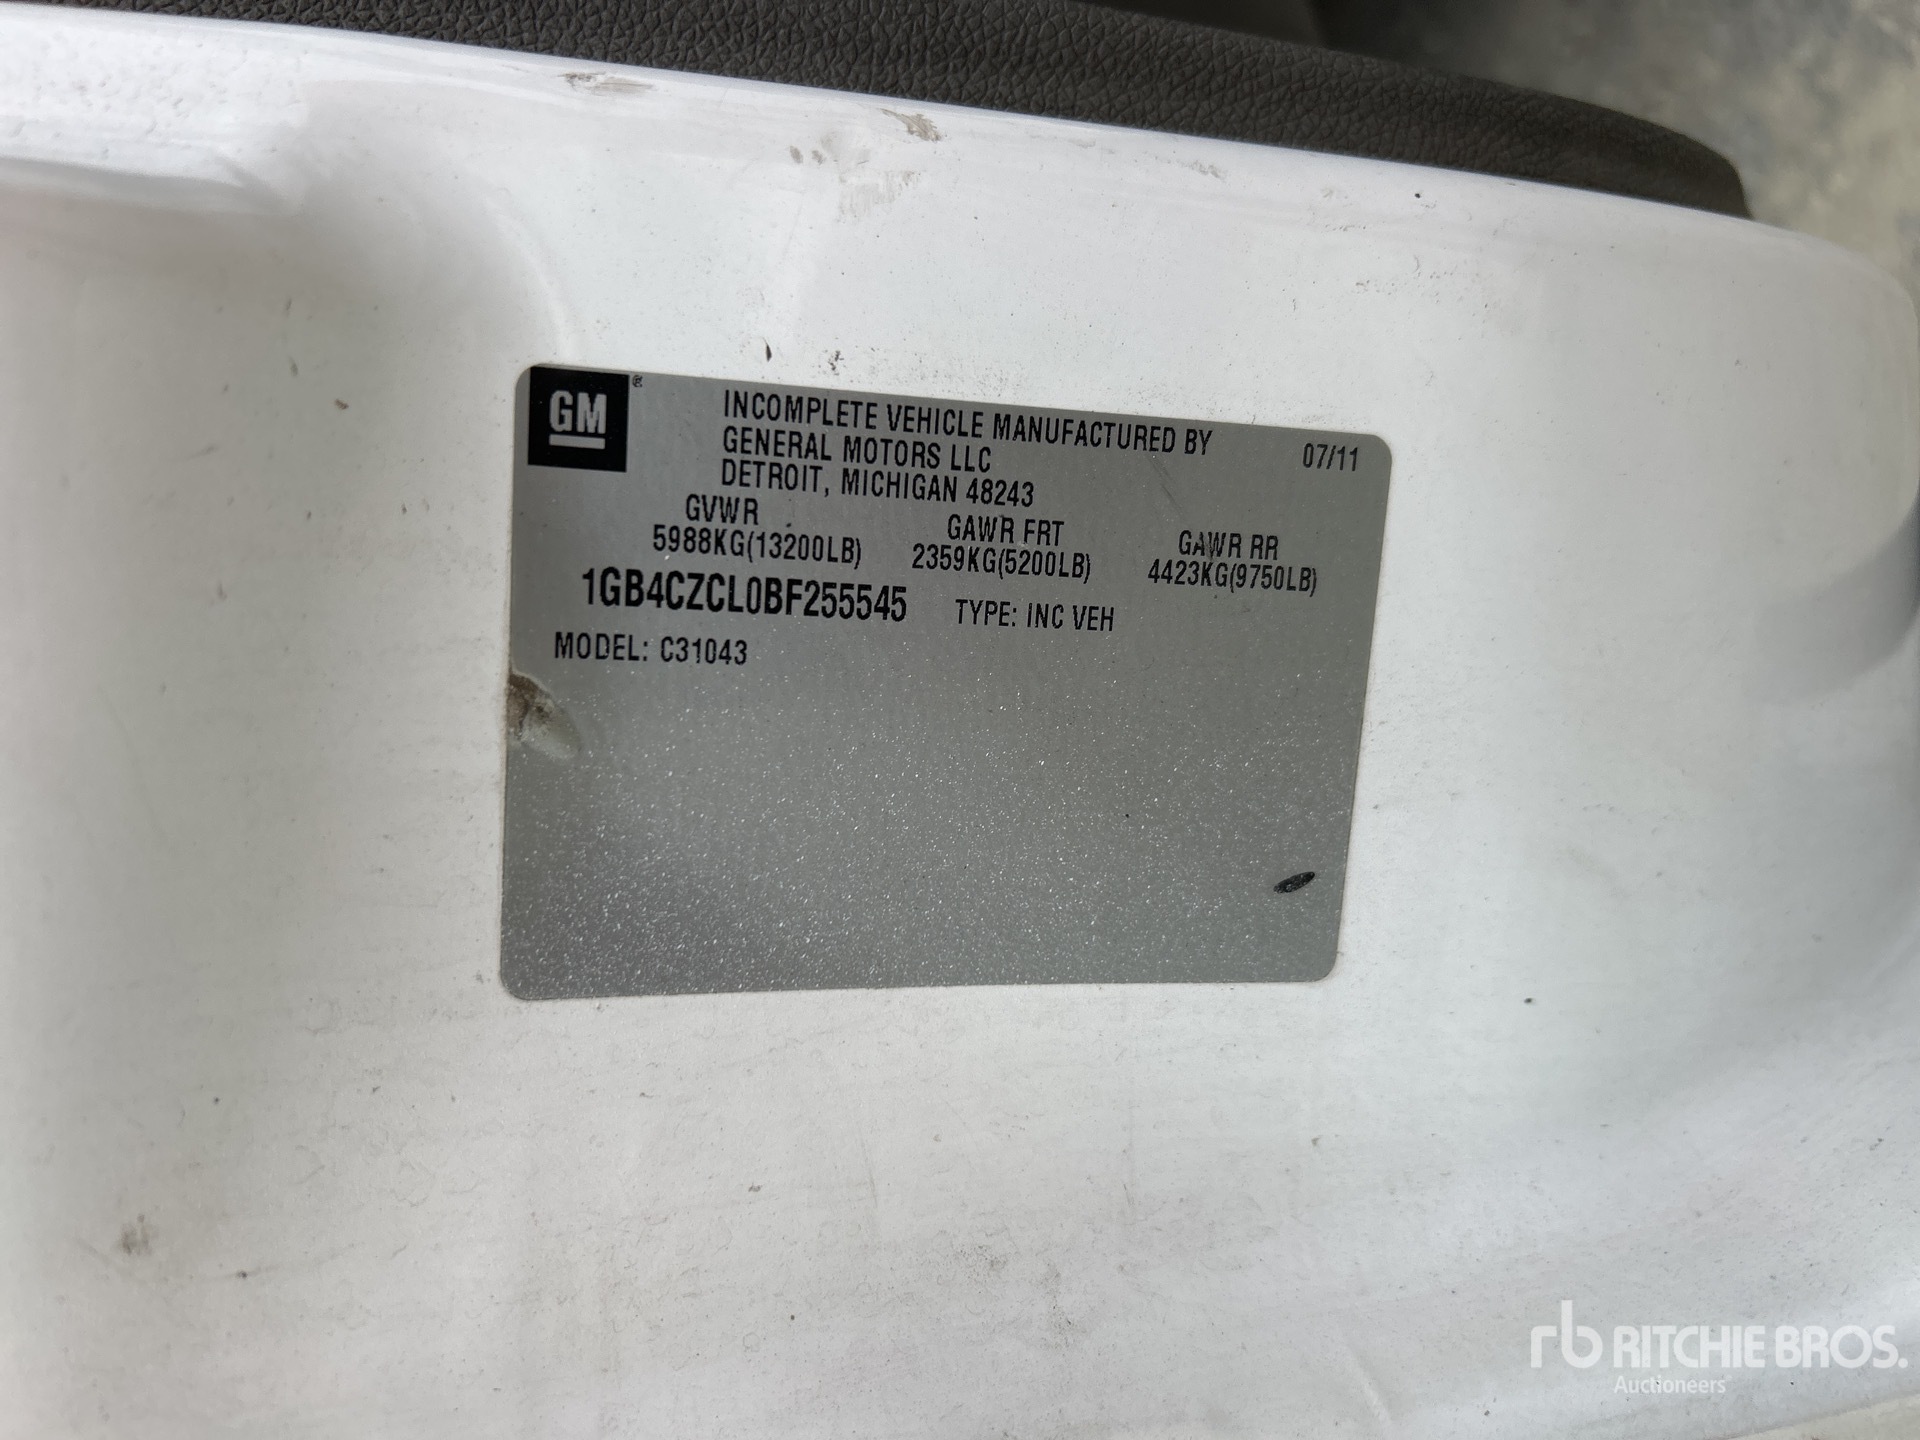 GM ®
INCOMPLETE VEHICLE MANUFACTURED BY 07/11
GENERAL MOTORS LLC
DETROIT, MICHIGAN 48243
GVWR GAWR FRT GAWR RR
5988KG(13200LB) 2359KG(5200LB) 4423KG(9750LB)
1GB4CZCL0BF255545 TYPE: INC VEH
MODEL: C31043
rb RITCHIE BROS.
Auctioneers